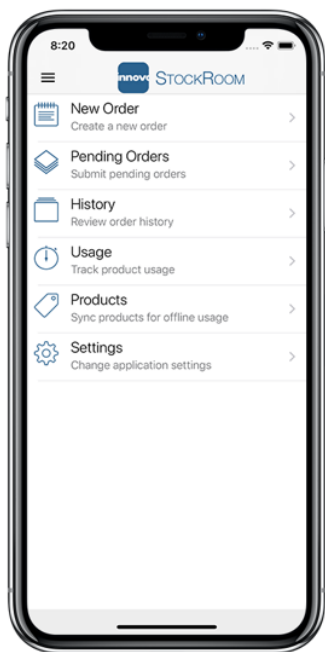 8:20
innovo STOCKROOM
New Order
Create a new order
Pending Orders
Submit pending orders
History
Review order history
Usage
Track product usage
Products
Sync products for offline usage
Settings
Change application settings